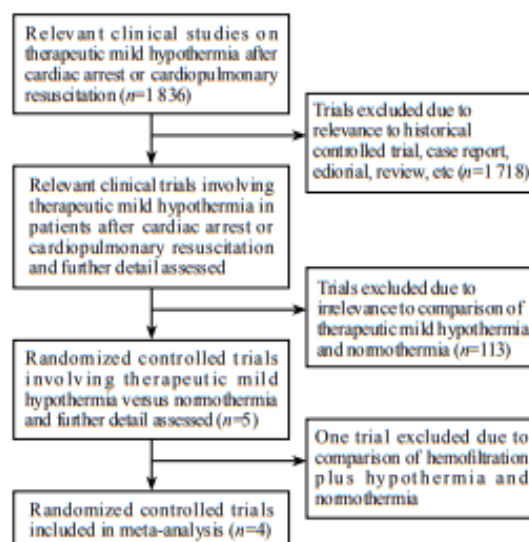 Relevant clinical studies on
therapeutic mild hypothermia after
cardiac arrest or cardiopulmonary
resuscitation (n=1 836)
Trials excluded due to
relevance to historical
controlled trial, case report,
ediorial, review, etc (n=1 718)
Relevant clinical trials involving
therapeutic mild hypothermia in
patients after cardiac arrest or
cardiopulmonary resuscitation
and further detail assessed
Trials excluded due to
irrelevance to comparison of
therapeutic mild hypothermia
and normothermia (n=113)
Randomized controlled trials
involving therapeutic mild
hypothermia versus normothermia
and further detail assessed (n=5)
One trial excluded due to
comparison of hemofiltration
plus hypothermia and
normothermia
Randomized controlled trials
included in meta-analysis (n=4)